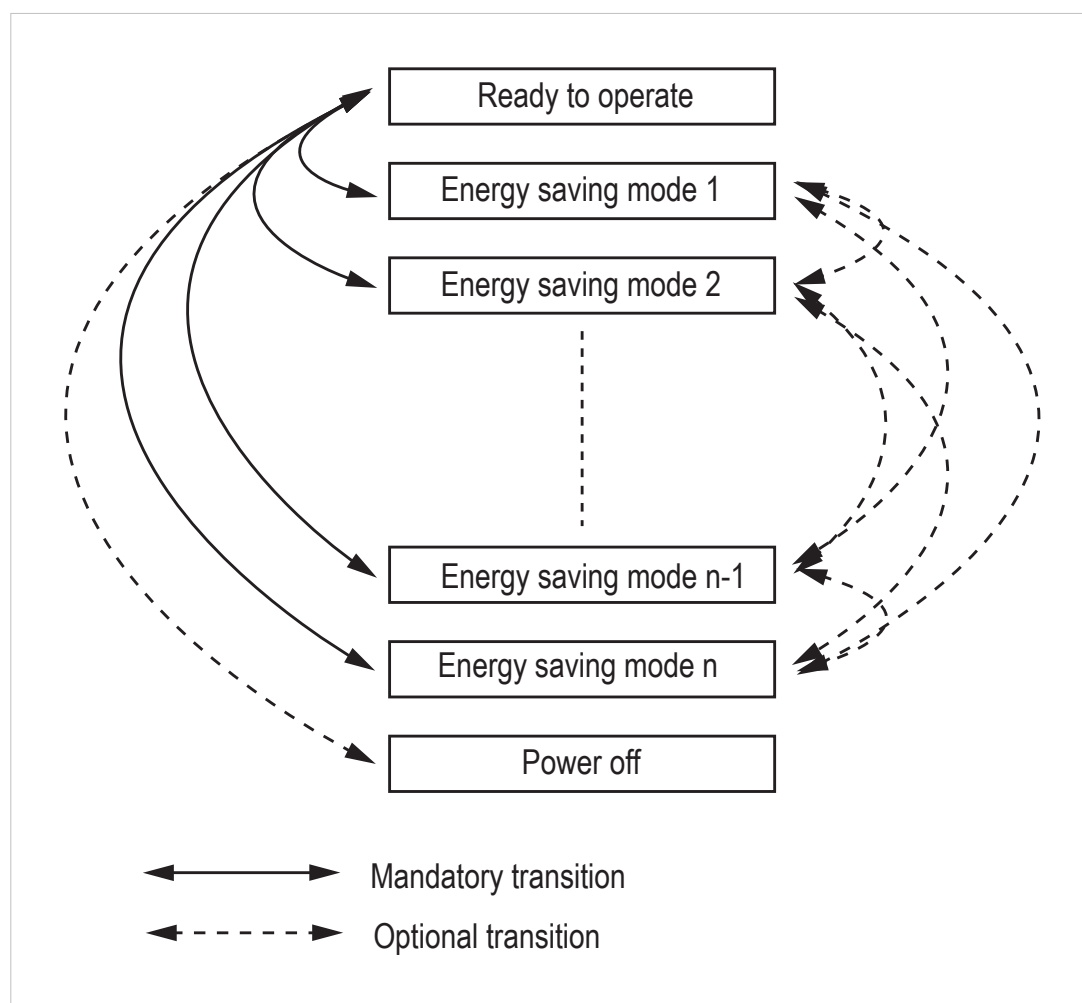 Ready to operate
Energy saving mode 1
Energy saving mode 2
Energy saving mode n-1
Energy saving mode n
Power off
Mandatory transition
Optional transition